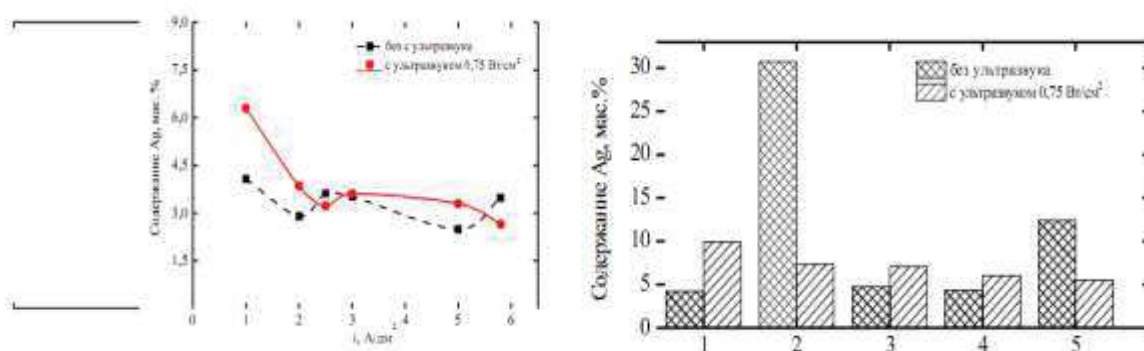 Содержание Ag, мас. %
9,0
7,5
6,0
4,5
3,0
1,5
0 1 2 3 4 5 6
i, А/дм²
без с ультразвука
с ультразвуком 0,75 Вт/см²
Содержание Ag, мас.%
30
25
20
15
10
5
0
1 2 3 4 5
без ультразвука
с ультразвуком 0,75 Вт/см²